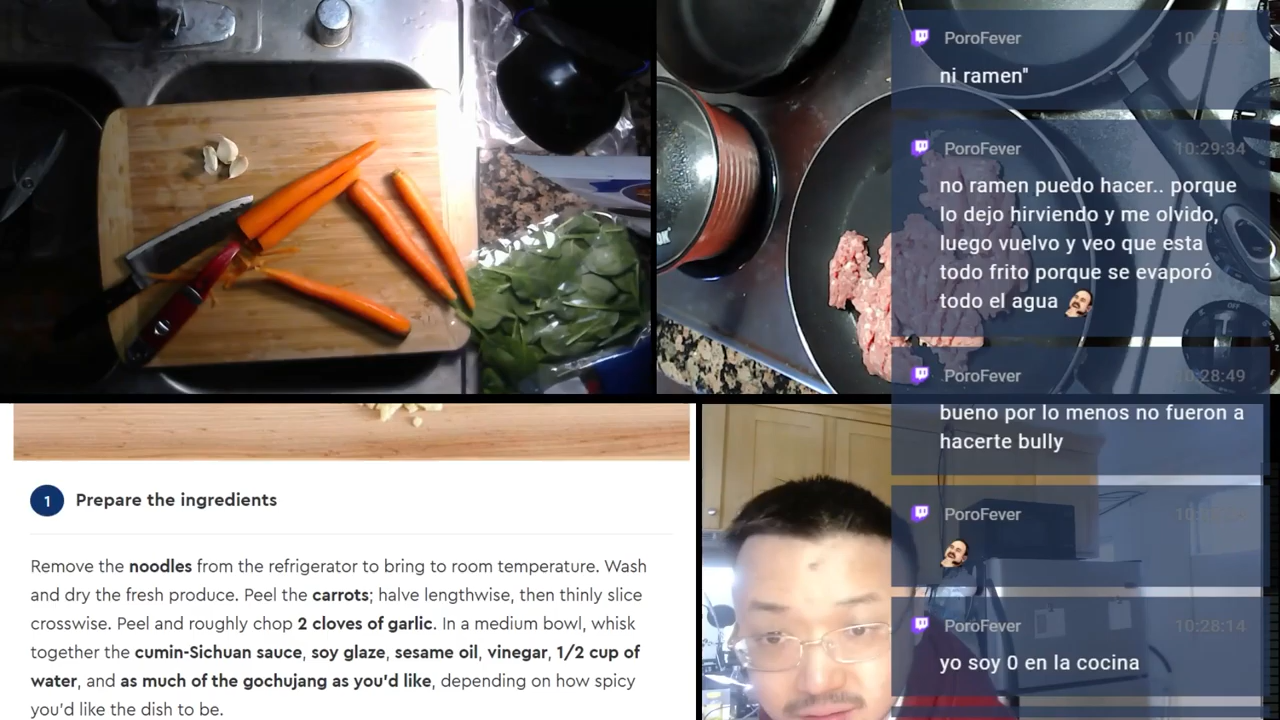 PoroFever
ni ramen"
PoroFever 10:29:34
no ramen puedo hacer.. porque
lo dejo hirviendo y me olvido,
luego vuelvo y veo que esta
todo frito porque se evaporó
todo el agua
PoroFever 10:28:49
bueno por lo menos no fueron a
hacerte bully
PoroFever
PoroFever 10:28:14
yo soy 0 en la cocina
1 Prepare the ingredients
Remove the noodles from the refrigerator to bring to room temperature. Wash
and dry the fresh produce. Peel the carrots; halve lengthwise, then thinly slice
crosswise. Peel and roughly chop 2 cloves of garlic. In a medium bowl, whisk
together the cumin-Sichuan sauce, soy glaze, sesame oil, vinegar, 1/2 cup of
water, and as much of the gochujang as you'd like, depending on how spicy
you'd like the dish to be.